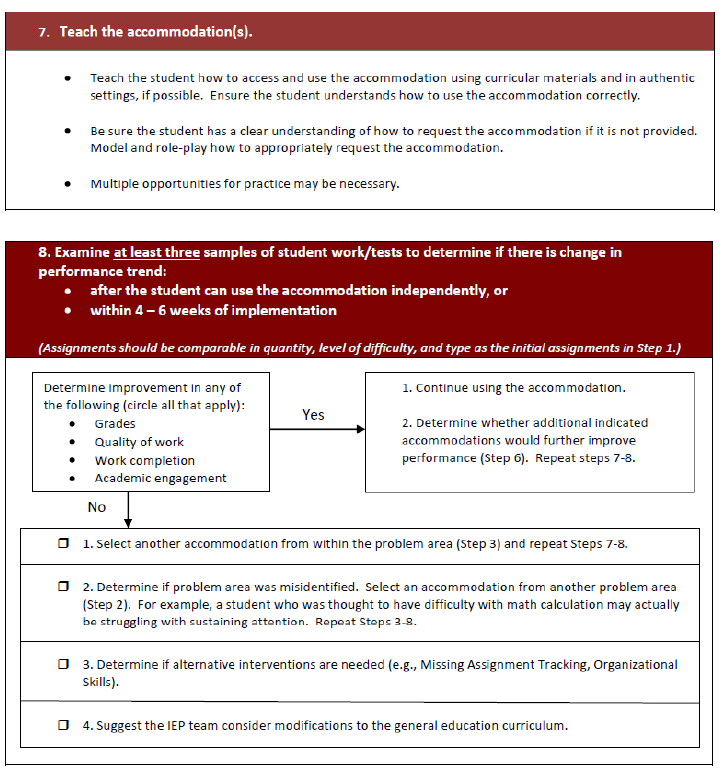 7. Teach the accommodation(s).
• Teach the student how to access and use the accommodation using curricular materials and in authentic
settings, if possible. Ensure the student understands how to use the accommodation correctly.
• Be sure the student has a clear understanding of how to request the accommodation if it is not provided.
Model and role-play how to appropriately request the accommodation.
• Multiple opportunities for practice may be necessary.
8. Examine at least three samples of student work/tests to determine if there is change in
performance trend:
• after the student can use the accommodation independently, or
• within 4 – 6 weeks of implementation
(Assignments should be comparable in quantity, level of difficulty, and type as the initial assignments in Step 1.)
Determine improvement in any of
the following (circle all that apply):
• Grades
• Quality of work
• Work completion
• Academic engagement
Yes
1. Continue using the accommodation.
2. Determine whether additional indicated
accommodations would further improve
performance (Step 6). Repeat steps 7-8.
No
❒ 1. Select another accommodation from within the problem area (Step 3) and repeat Steps 7-8.
❒ 2. Determine if problem area was misidentified. Select an accommodation from another problem area
(Step 2). For example, a student who was thought to have difficulty with math calculation may actually
be struggling with sustaining attention. Repeat Steps 3-8.
❒ 3. Determine if alternative interventions are needed (e.g., Missing Assignment Tracking, Organizational
Skills).
❒ 4. Suggest the IEP team consider modifications to the general education curriculum.